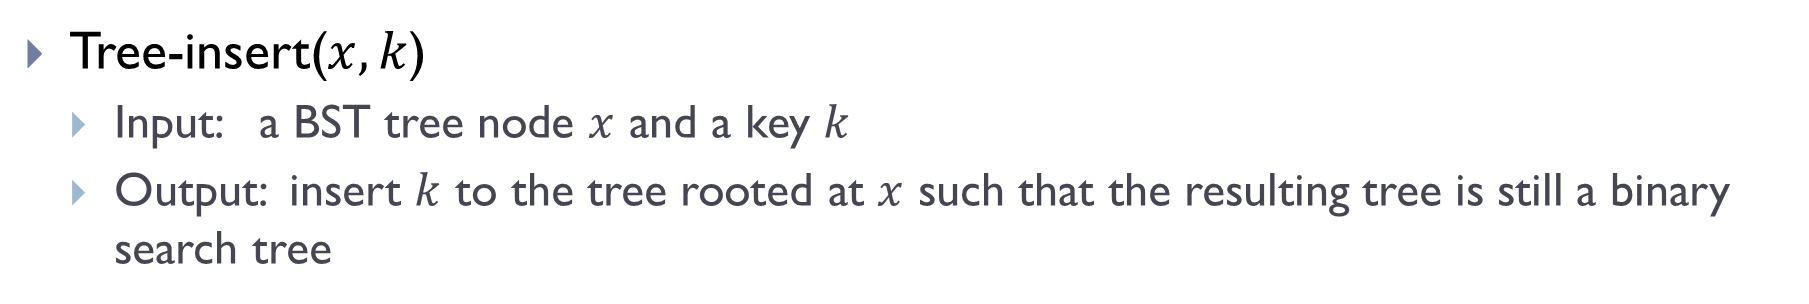 Tree-insert(x, k)
Input: a BST tree node x and a key k
Output: insert k to the tree rooted at x such that the resulting tree is still a binary
search tree